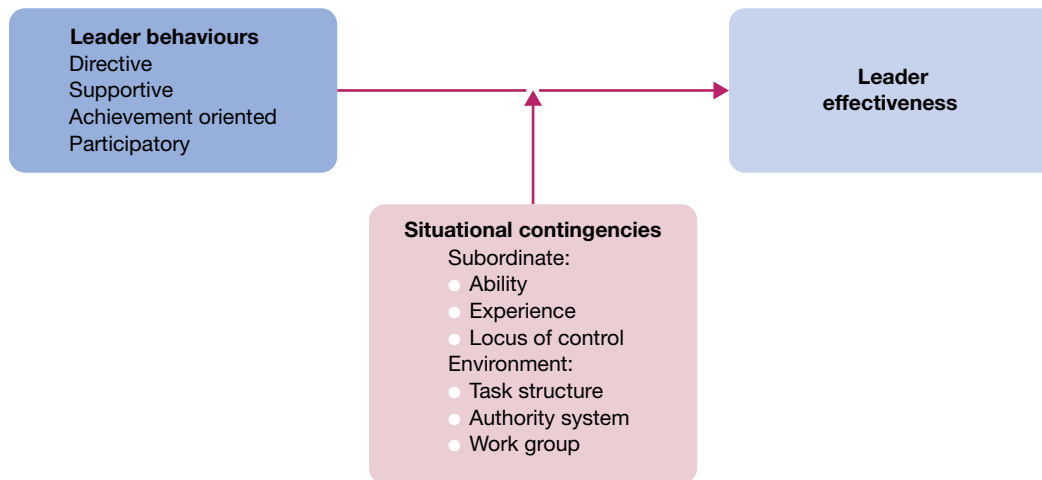 Leader behaviours
Directive
Supportive
Achievement oriented
Participatory
Leader
effectiveness
Situational contingencies
Subordinate:
Ability
Experience
Locus of control
Environment:
Task structure
Authority system
Work group